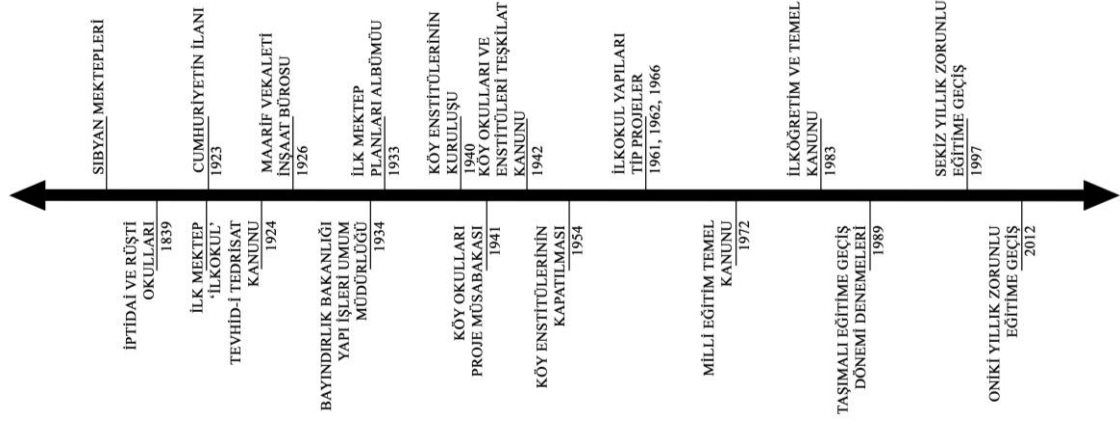 SIBYAN MEKTEPLERİ
İPTİDAİ VE RÜŞTİ
OKULLARI
1839
İLK MEKTEP
‘İLKOKUL’
CUMHURİYETİN İLANI
1923
TEVHİD-İ TEDRİSAT
KANUNU
1924
MAARİF VEKALETİ
İNŞAAT BÜROSU
1926
BAYINDIRLIK BAKANLIĞI
YAPI İŞLERİ UMUM
MÜDÜRLÜĞÜ
1934
İLK MEKTEP
PLANLARI ALBÜMÜU
1933
KÖY ENSTİTÜLERİNİN
KURULUŞU
1940
KÖY OKULLARI
PROJE MÜSABAKASI
1941
KÖY OKULLARI VE
ENSTİTÜLERİ TEŞKİLAT
KANUNU
1942
KÖY ENSTİTÜLERİNİN
KAPATILMASI
1954
İLKOKUL YAPILARI
TİP PROJELER
1961, 1962, 1966
MİLLİ EĞİTİM TEMEL
KANUNU
1972
İLKÖĞRETİM VE TEMEL
KANUNU
1983
TAŞIMALI EĞİTİME GEÇİŞ
DÖNEMİ DENEMELERİ
1989
SEKİZ YILLIK ZORUNLU
EĞİTİME GEÇİŞ
1997
ONİKİ YILLIK ZORUNLU
EĞİTİME GEÇİŞ
2012